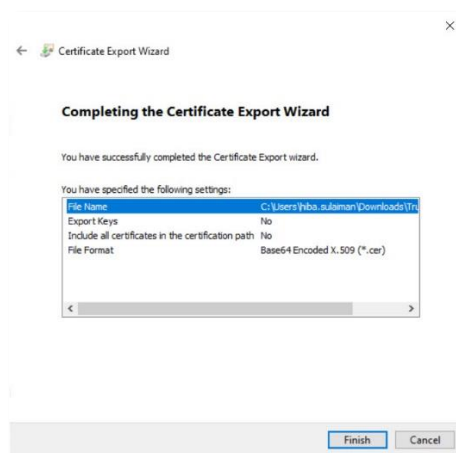 Certificate Export Wizard
Completing the Certificate Export Wizard
You have successfully completed the Certificate Export wizard.
You have specified the following settings:
File Name C:\Users\hiba.sulaiman\Downloads\Tru
Export Keys No
Include all certificates in the certification path No
File Format Base64 Encoded X.509 (*.cer)
Finish Cancel